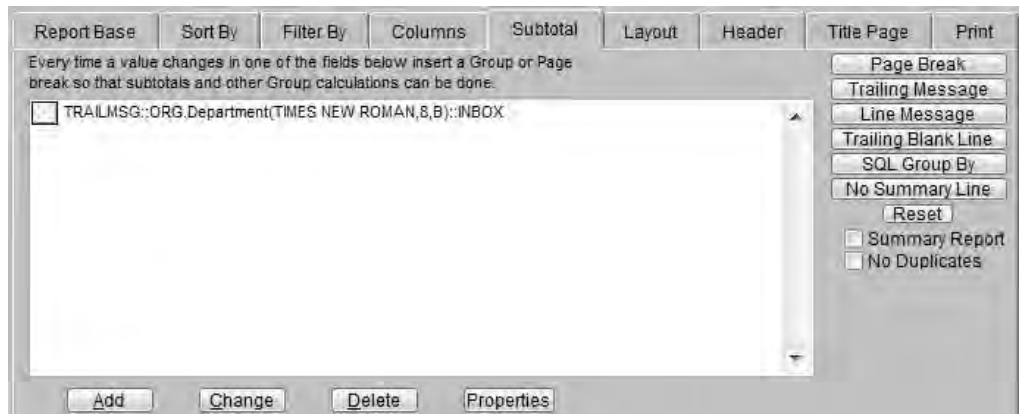 Report Base Sort By Filter By Columns Subtotal Layout Header Title Page Print
Every time a value changes in one of the fields below insert a Group or Page
break so that subtotals and other Group calculations can be done.
TRAILMSG::ORG.Department(TIMES NEW ROMAN,8,B)::INBOX
Page Break
Trailing Message
Line Message
Trailing Blank Line
SQL Group By
No Summary Line
Reset
Summary Report
No Duplicates
Add Change Delete Properties